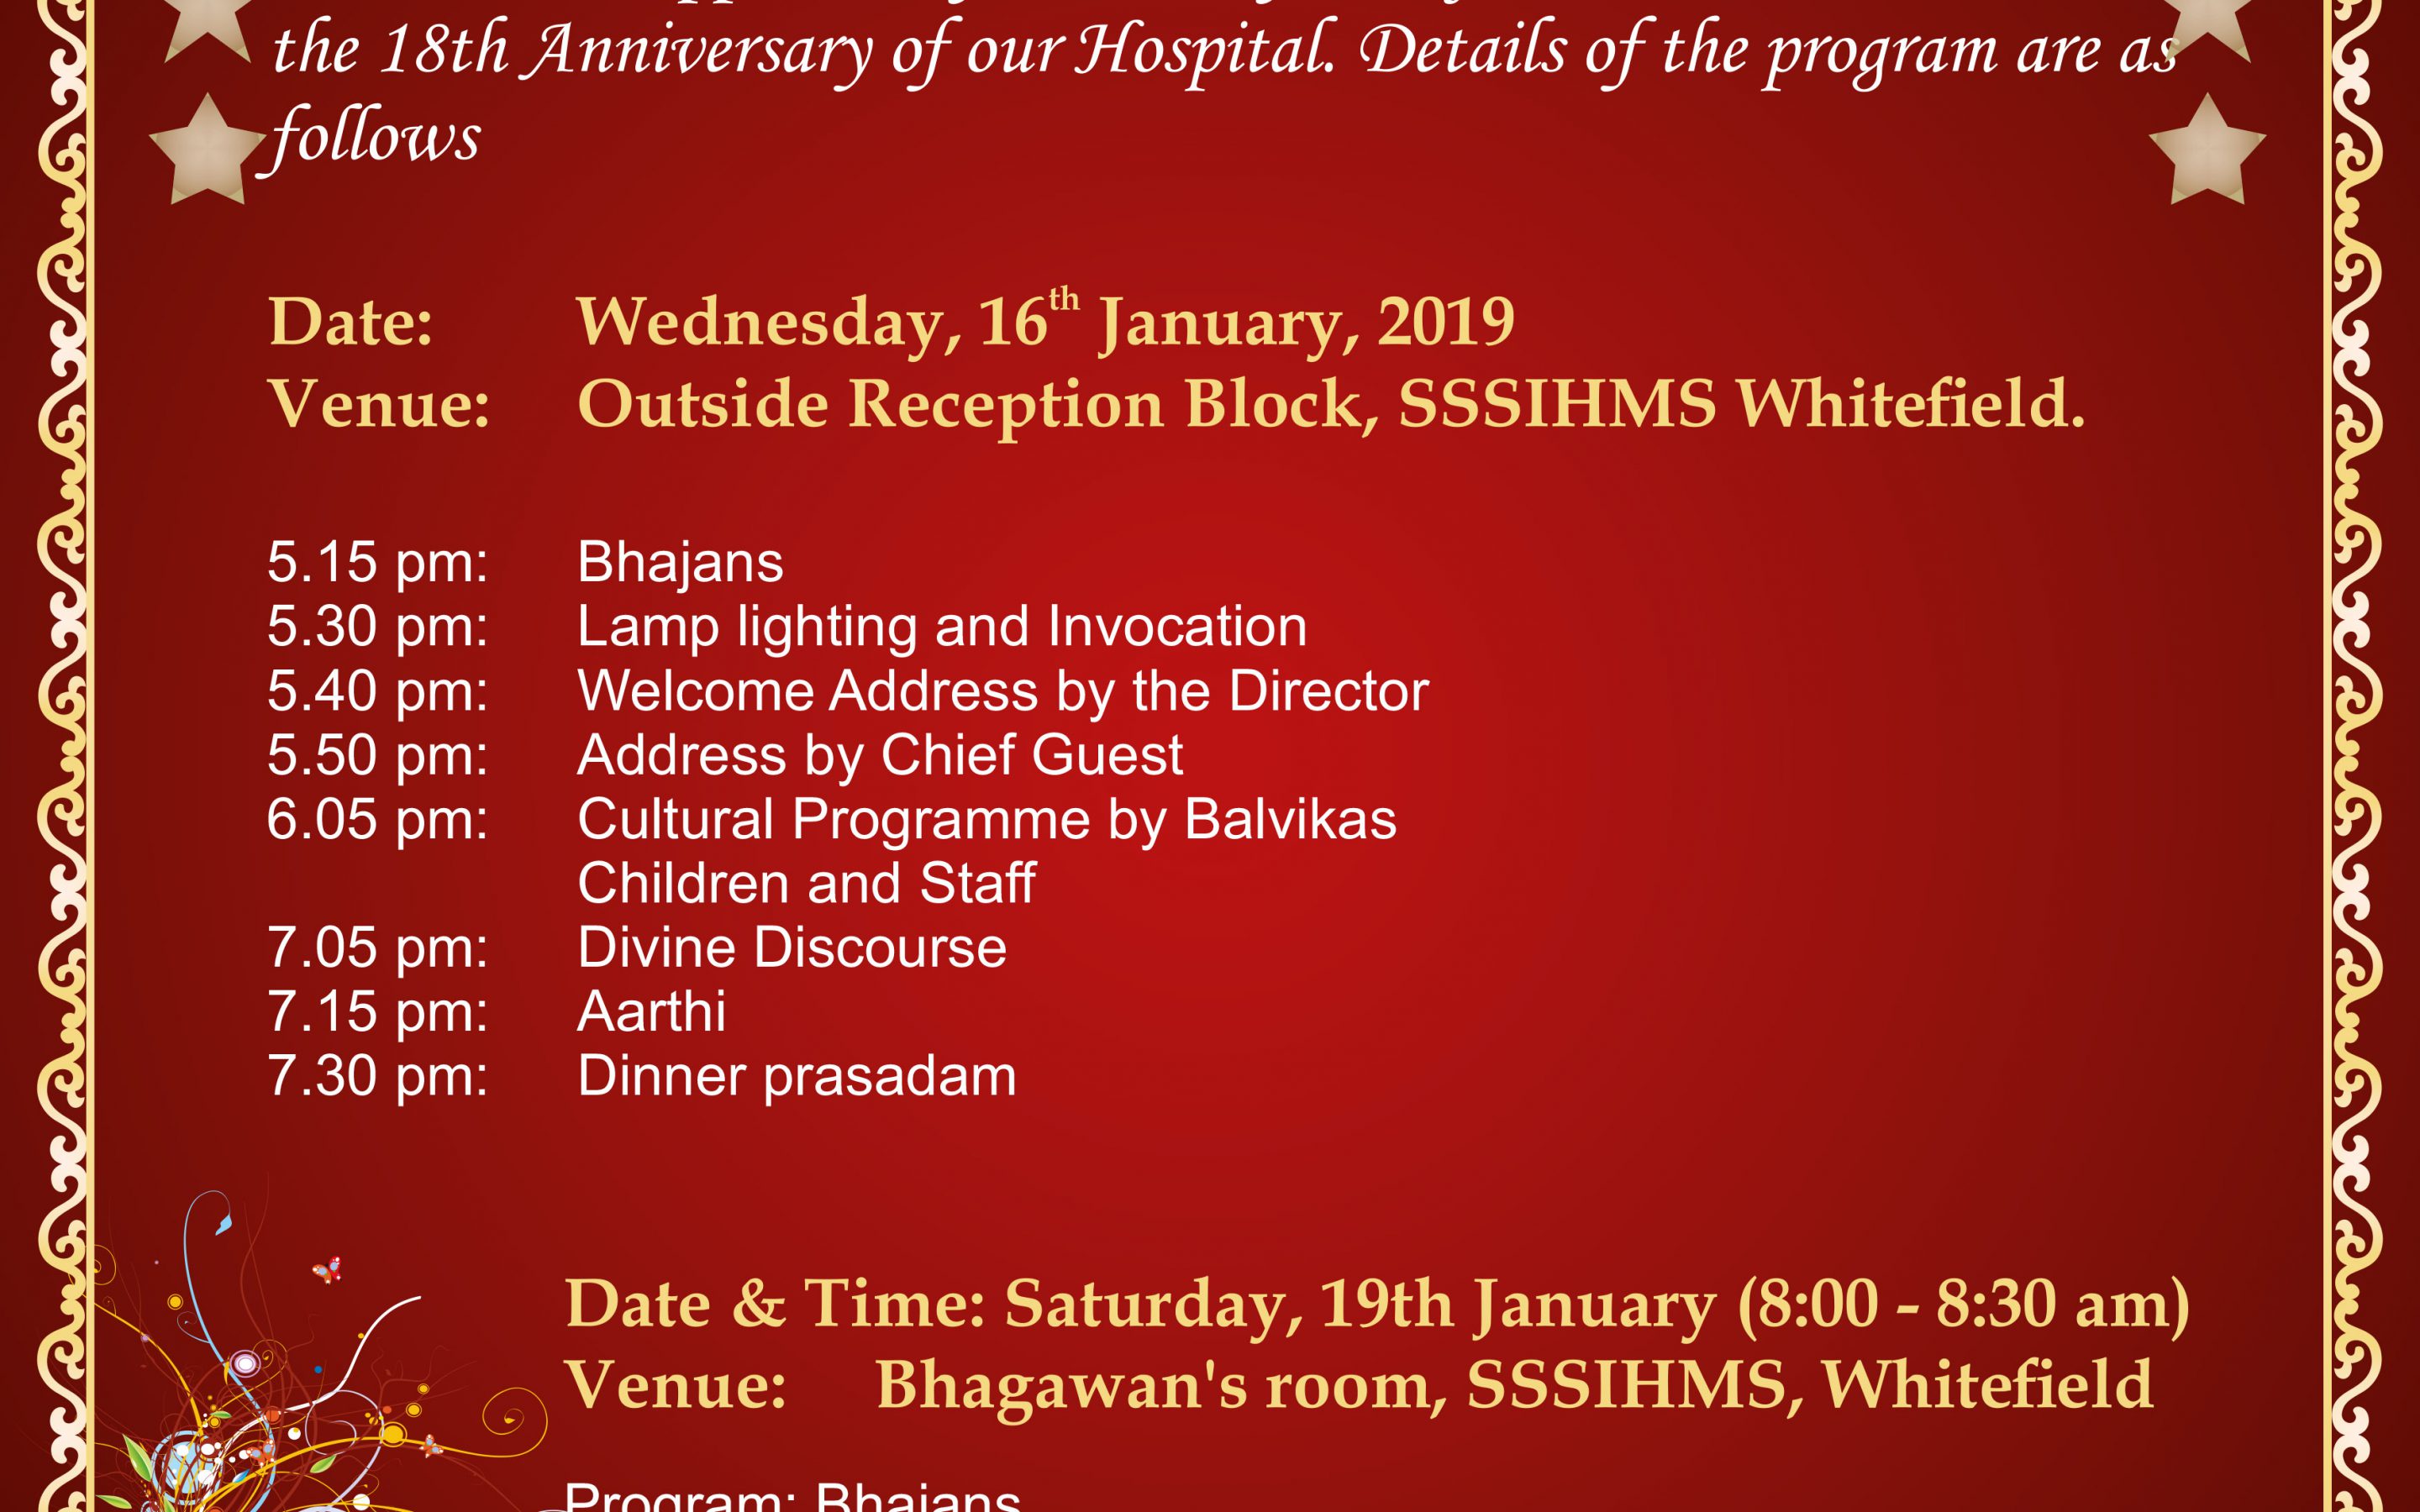 the 18th Anniversary of our Hospital. Details of the program are as
follows
Date: Wednesday, 16th January, 2019
Venue: Outside Reception Block, SSSIHMS Whitefield.
5.15 pm: Bhajans
5.30 pm: Lamp lighting and Invocation
5.40 pm: Welcome Address by the Director
5.50 pm: Address by Chief Guest
6.05 pm: Cultural Programme by Balvikas
Children and Staff
7.05 pm: Divine Discourse
7.15 pm: Aarthi
7.30 pm: Dinner prasadam
Date & Time: Saturday, 19th January (8:00 - 8:30 am)
Venue: Bhagawan's room, SSSIHMS, Whitefield
Program: Bhajans